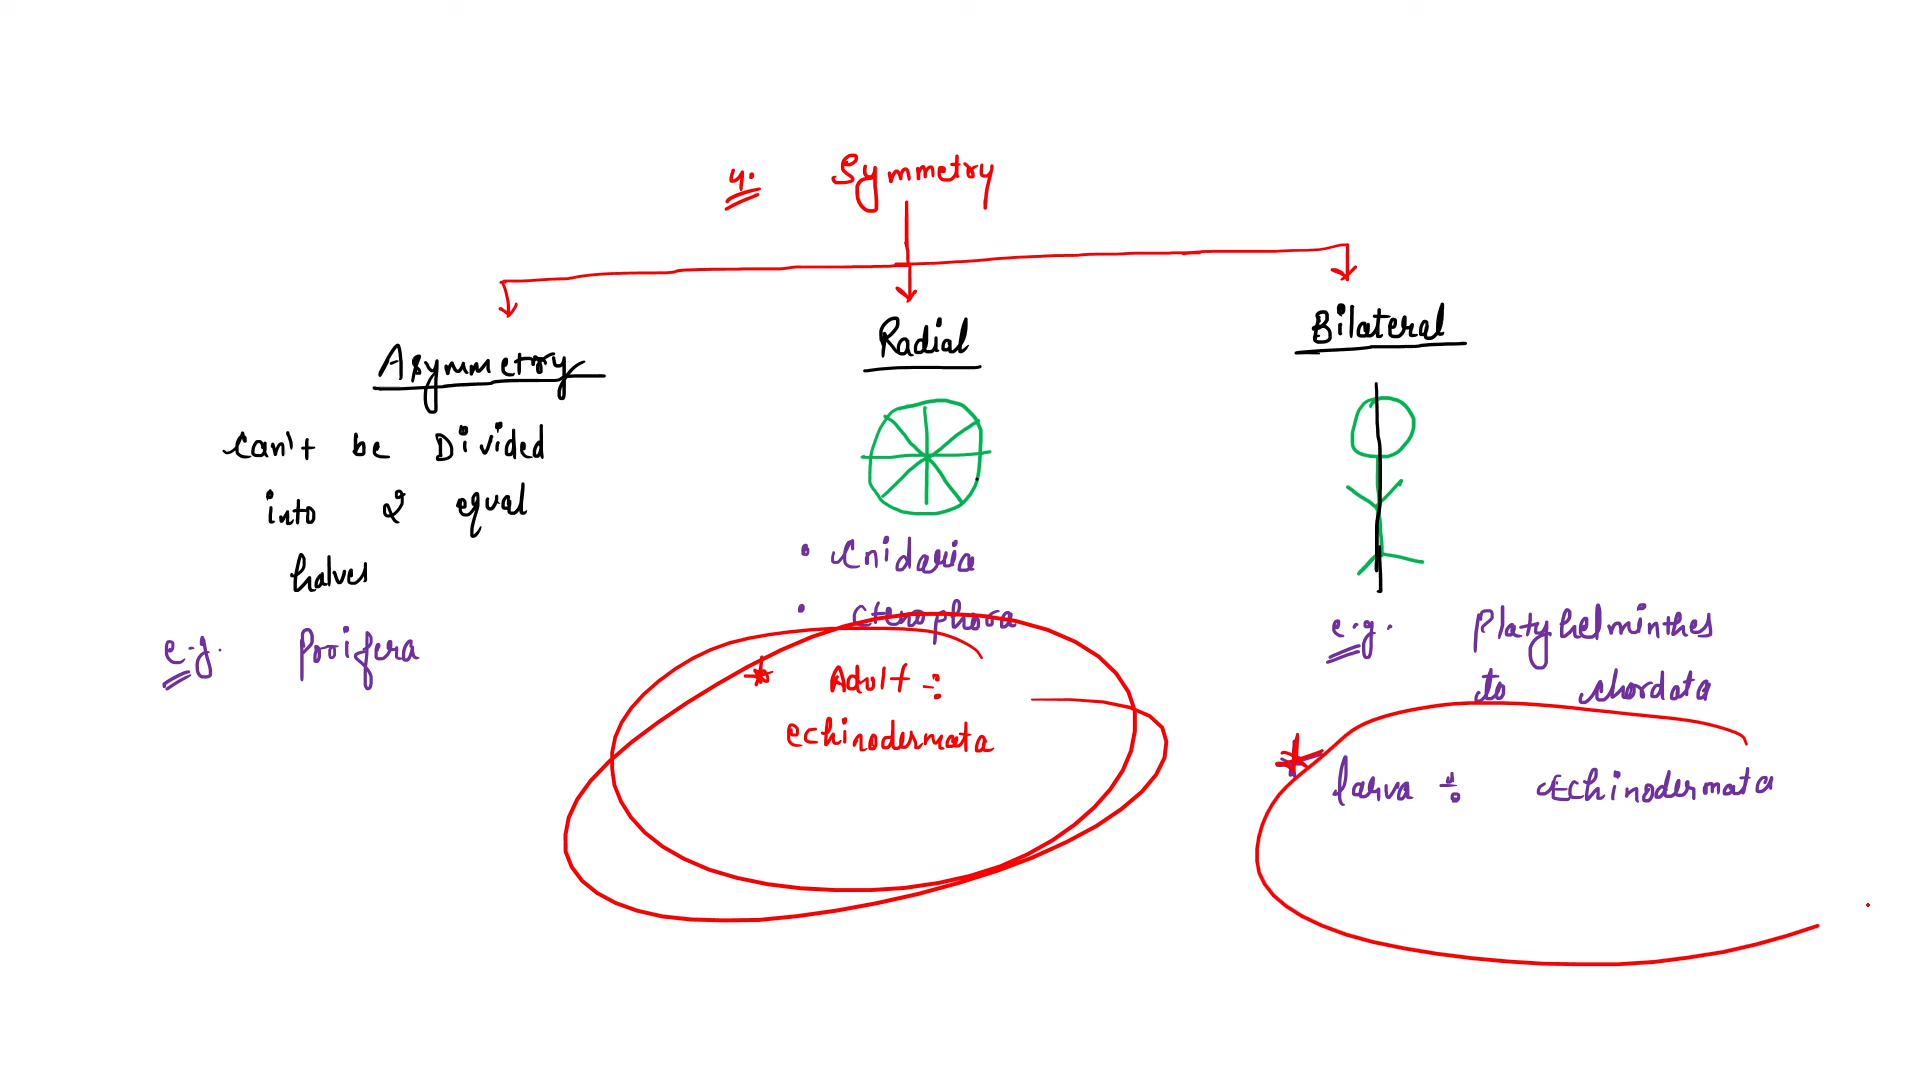 4. Symmetry
Asymmetry
can't be Divided
into 2 equal
halves
e.g. Porifera
Radial
• Cnidaria
• Ctenophora
* Adult :-
echinodermata
Bilateral
e.g. Platyhelminthes
to chordata
* larva ÷ Echinodermata